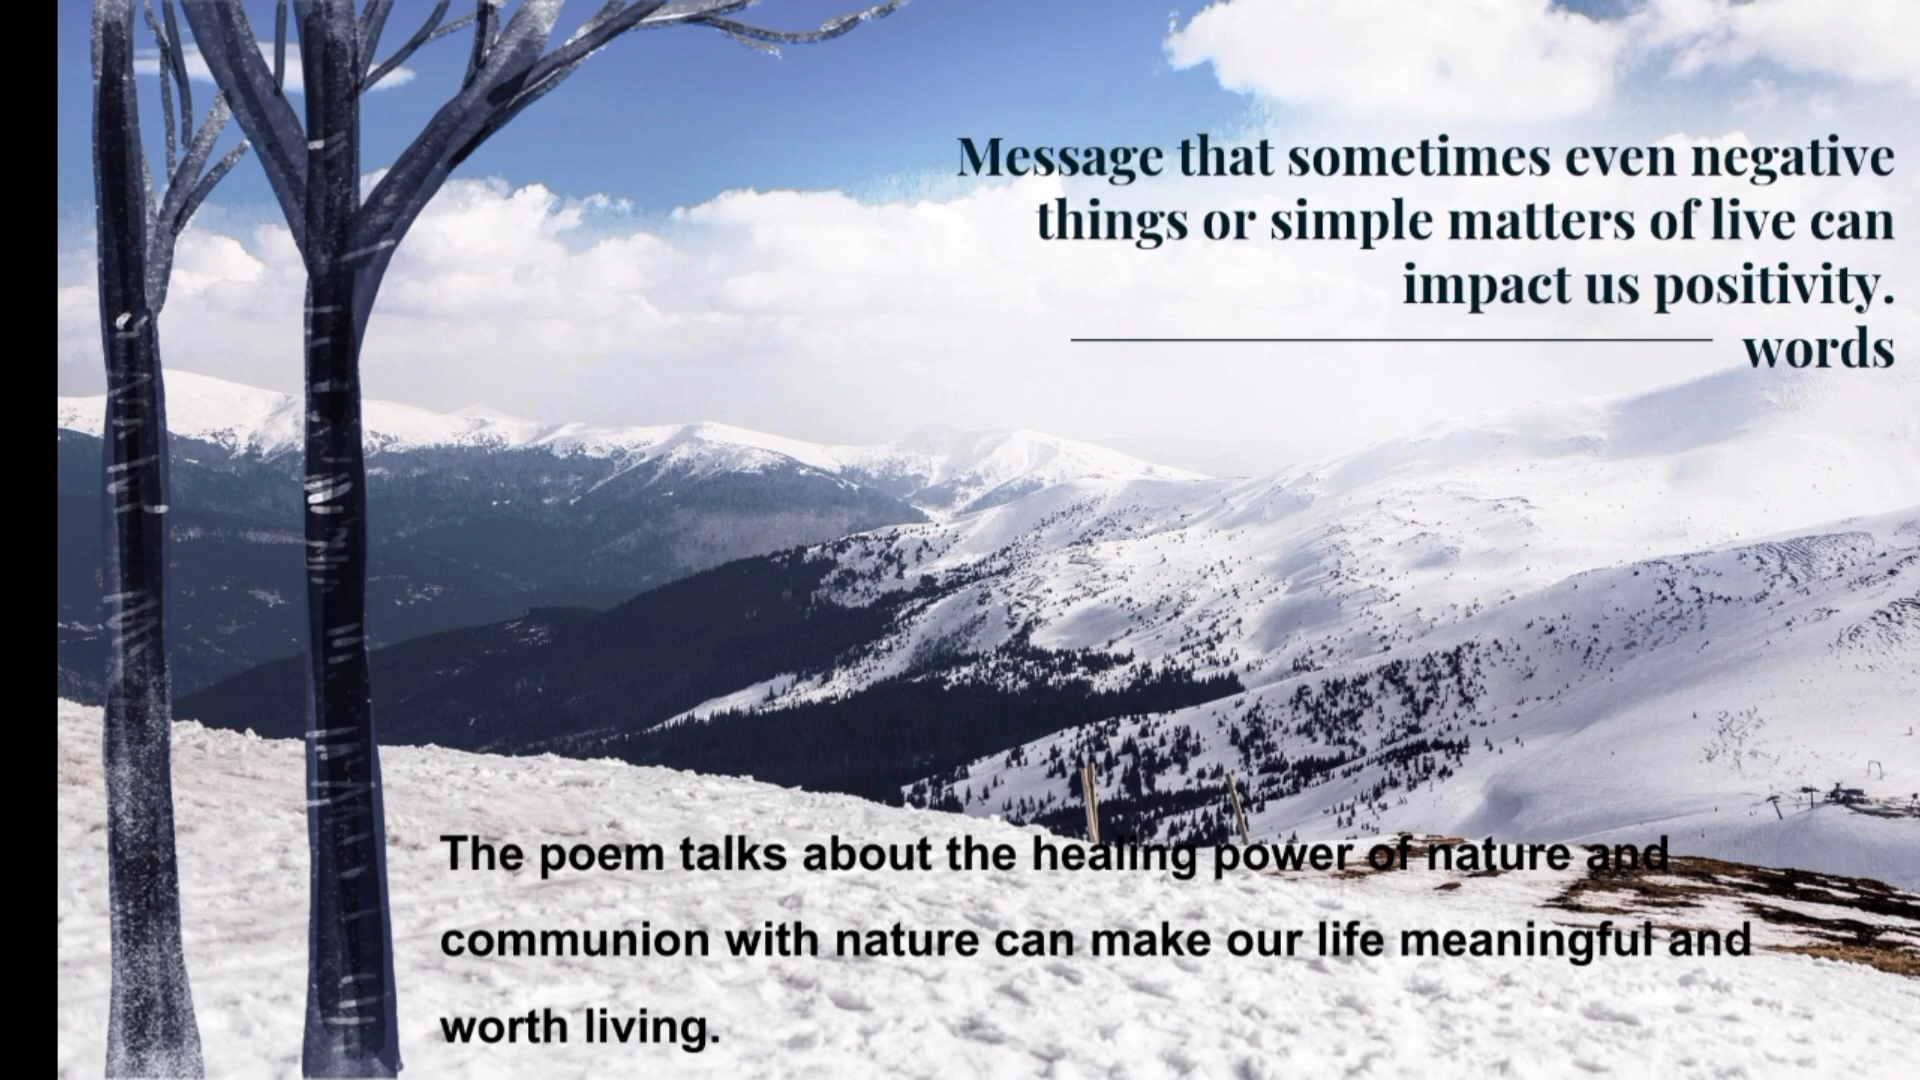 Message that sometimes even negative
things or simple matters of live can
impact us positivity.
words
The poem talks about the healing power of nature and
communion with nature can make our life meaningful and
worth living.